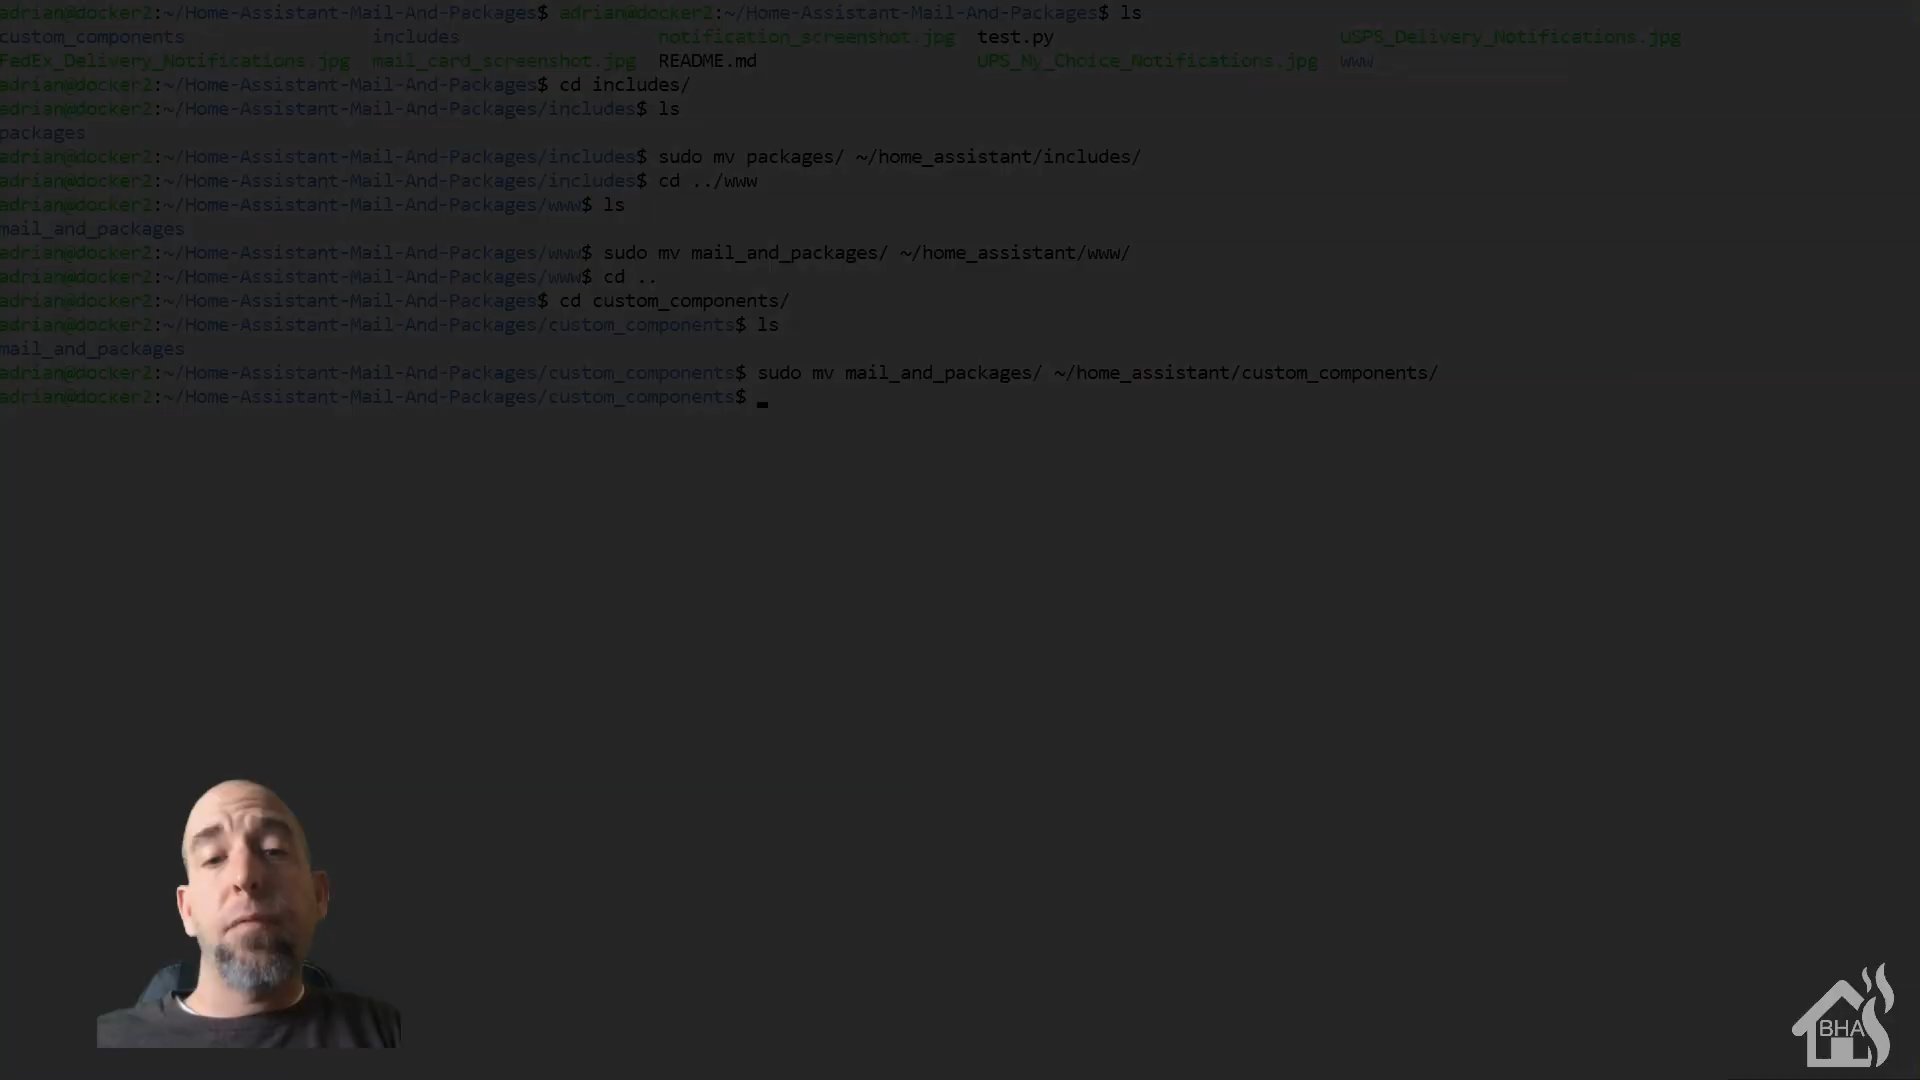 adrian@docker2:~/Home-Assistant-Mail-And-Packages$ adrian@docker2:~/Home-Assistant-Mail-And-Packages$ ls
custom_components includes notification_screenshot.jpg test.py USPS_Delivery_Notifications.jpg
FedEx_Delivery_Notifications.jpg mail_card_screenshot.jpg README.md UPS_My_Choice_Notifications.jpg www
adrian@docker2:~/Home-Assistant-Mail-And-Packages$ cd includes/
adrian@docker2:~/Home-Assistant-Mail-And-Packages/includes$ ls
packages
adrian@docker2:~/Home-Assistant-Mail-And-Packages/includes$ sudo mv packages/ ~/home_assistant/includes/
adrian@docker2:~/Home-Assistant-Mail-And-Packages/includes$ cd ../www
adrian@docker2:~/Home-Assistant-Mail-And-Packages/www$ ls
mail_and_packages
adrian@docker2:~/Home-Assistant-Mail-And-Packages/www$ sudo mv mail_and_packages/ ~/home_assistant/www/
adrian@docker2:~/Home-Assistant-Mail-And-Packages/www$ cd ..
adrian@docker2:~/Home-Assistant-Mail-And-Packages$ cd custom_components/
adrian@docker2:~/Home-Assistant-Mail-And-Packages/custom_components$ ls
mail_and_packages
adrian@docker2:~/Home-Assistant-Mail-And-Packages/custom_components$ sudo mv mail_and_packages/ ~/home_assistant/custom_components/
adrian@docker2:~/Home-Assistant-Mail-And-Packages/custom_components$
BHA